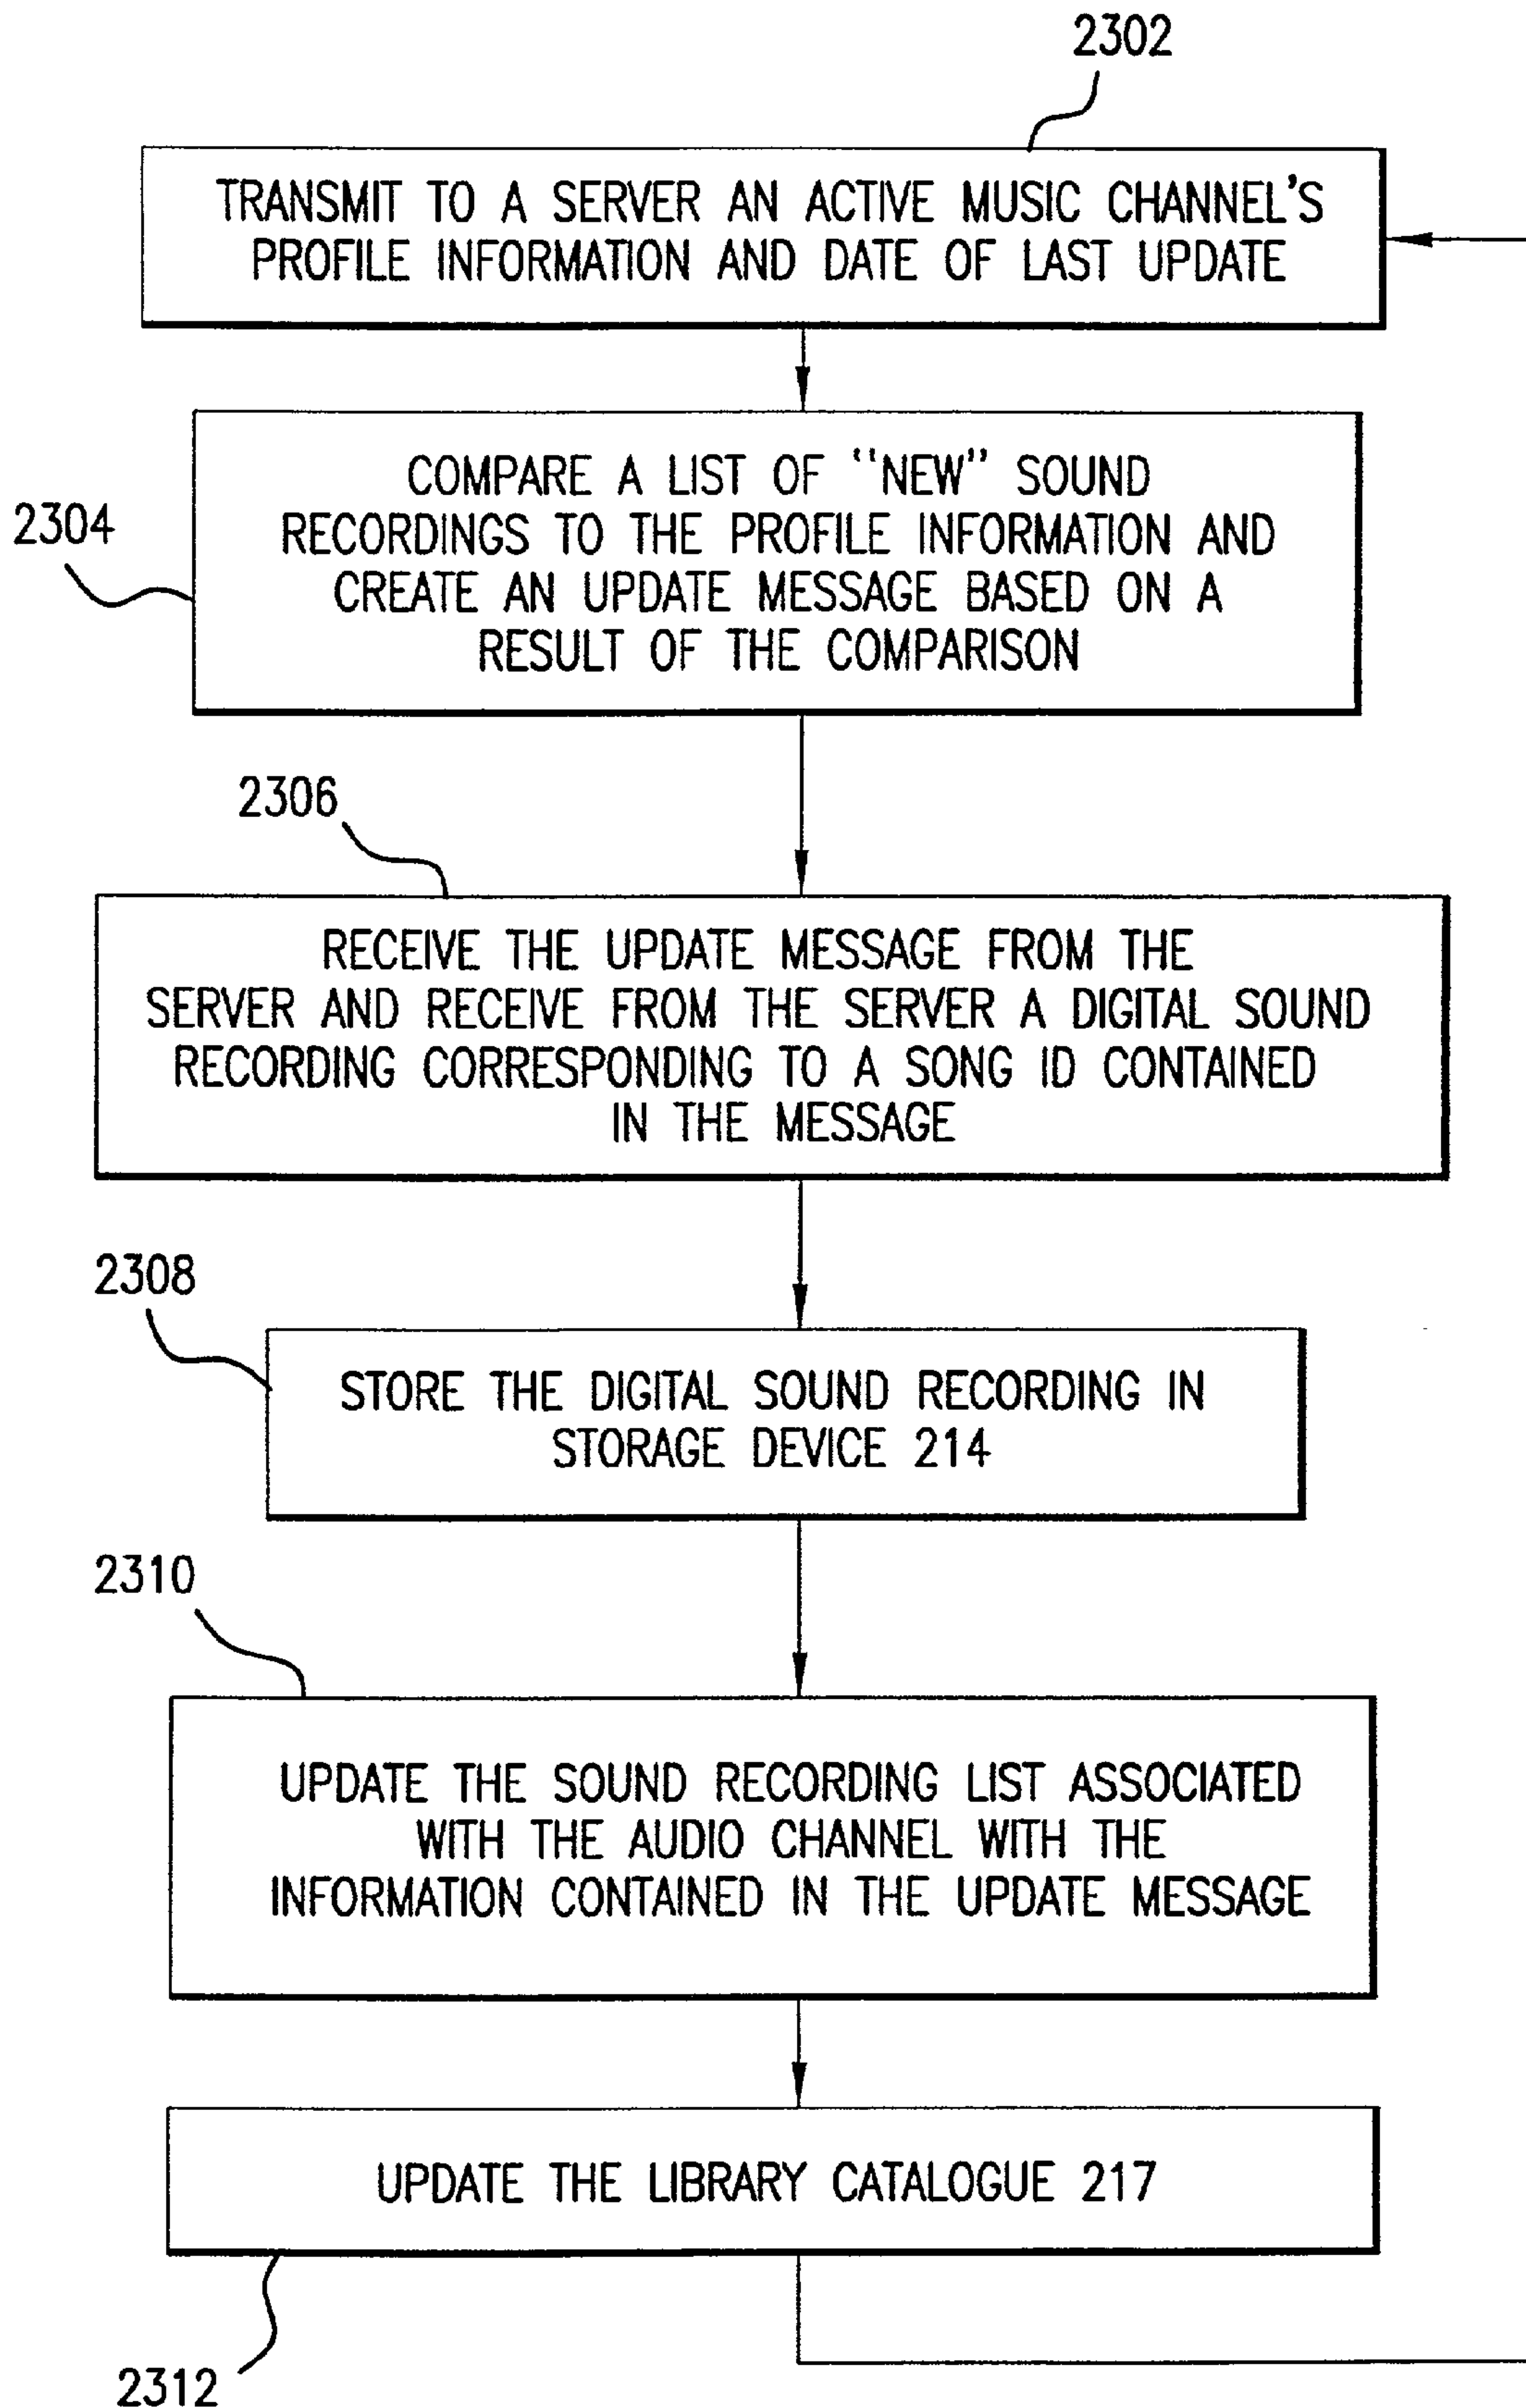 2302
TRANSMIT TO A SERVER AN ACTIVE MUSIC CHANNEL'S
PROFILE INFORMATION AND DATE OF LAST UPDATE
2304
COMPARE A LIST OF "NEW" SOUND
RECORDINGS TO THE PROFILE INFORMATION AND
CREATE AN UPDATE MESSAGE BASED ON A
RESULT OF THE COMPARISON
2306
RECEIVE THE UPDATE MESSAGE FROM THE
SERVER AND RECEIVE FROM THE SERVER A DIGITAL SOUND
RECORDING CORRESPONDING TO A SONG ID CONTAINED
IN THE MESSAGE
2308
STORE THE DIGITAL SOUND RECORDING IN
STORAGE DEVICE 214
2310
UPDATE THE SOUND RECORDING LIST ASSOCIATED
WITH THE AUDIO CHANNEL WITH THE
INFORMATION CONTAINED IN THE UPDATE MESSAGE
UPDATE THE LIBRARY CATALOGUE 217
2312